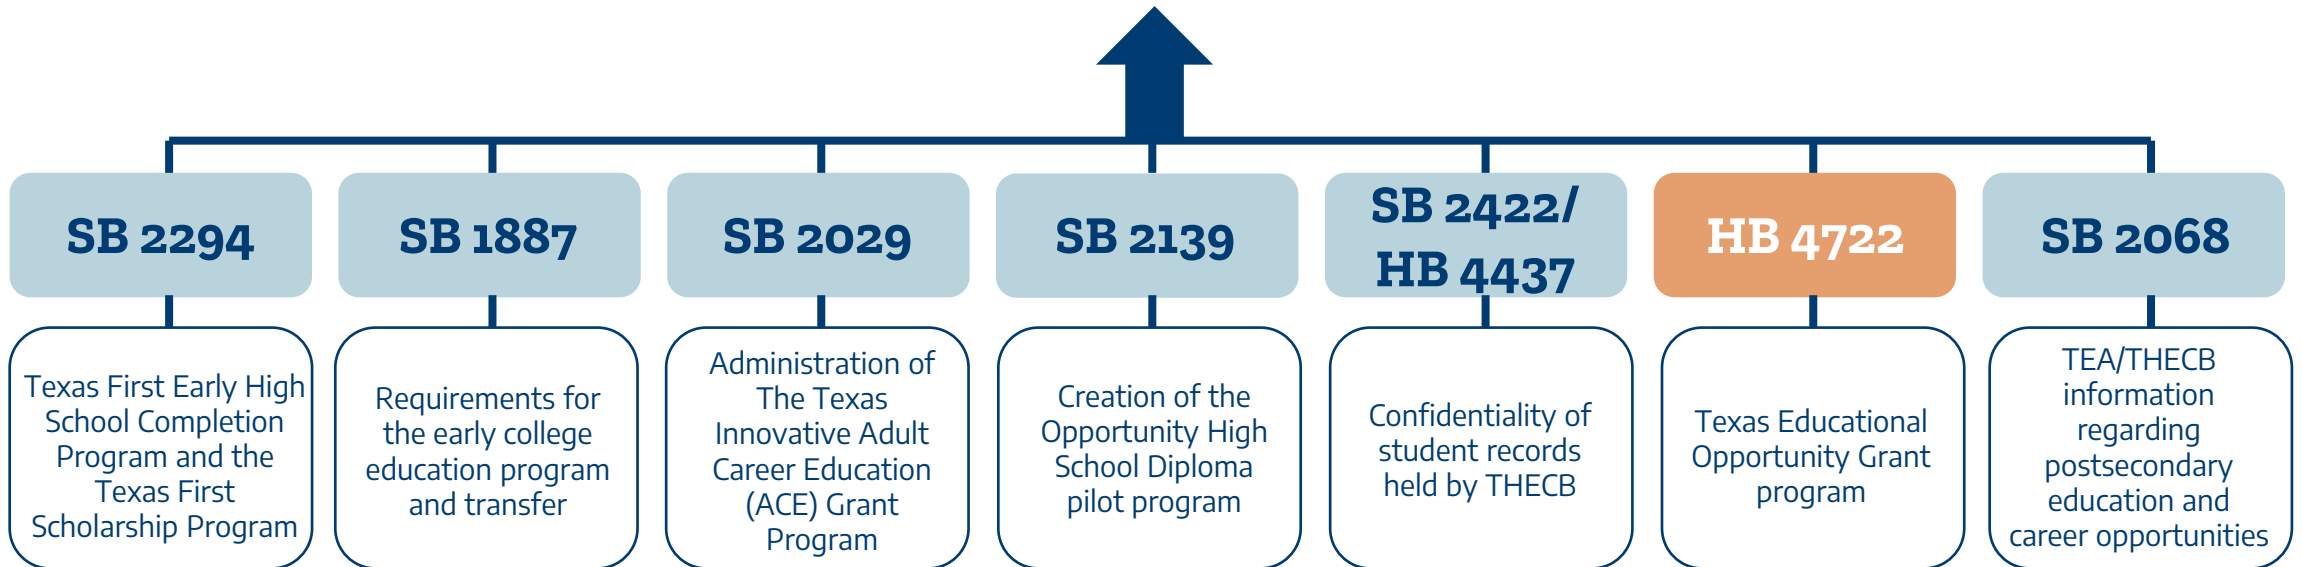 SB 2294
SB 1887
SB 2029
SB 2139
SB 2422/
HB 4437
HB 4722
SB 2068
Texas First Early High
School Completion
Program and the
Texas First
Scholarship Program
Requirements for
the early college
education program
and transfer
Administration of
The Texas
Innovative Adult
Career Education
(ACE) Grant
Program
Creation of the
Opportunity High
School Diploma
pilot program
Confidentiality of
student records
held by THECB
Texas Educational
Opportunity Grant
program
TEA/THECB
information
regarding
postsecondary
education and
career opportunities